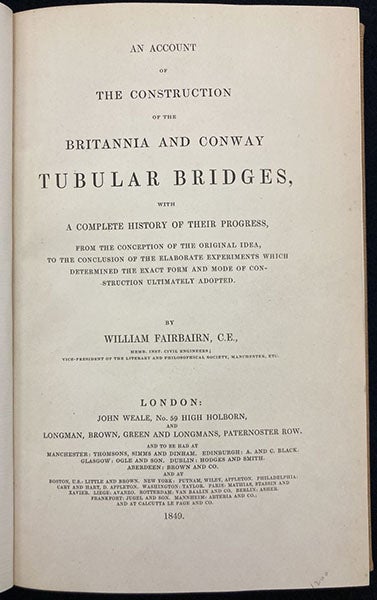 AN ACCOUNT
OF
THE CONSTRUCTION
OF THE
BRITANNIA AND CONWAY
TUBULAR BRIDGES,
WITH
A COMPLETE HISTORY OF THEIR PROGRESS,
FROM THE CONCEPTION OF THE ORIGINAL IDEA,
TO THE CONCLUSION OF THE ELABORATE EXPERIMENTS WHICH
DETERMINED THE EXACT FORM AND MODE OF CON-
STRUCTION ULTIMATELY ADOPTED.
BY
WILLIAM FAIRBAIRN, C.E.,
MEMB. INST. CIVIL ENGINEERS;
VICE-PRESIDENT OF THE LITERARY AND PHILOSOPHICAL SOCIETY, MANCHESTER, ETC.
LONDON:
JOHN WEALE, No. 59 HIGH HOLBORN,
AND
LONGMAN, BROWN, GREEN AND LONGMANS, PATERNOSTER ROW.
AND TO BE HAD AT
MANCHESTER: THOMSONS, SIMMS AND DINHAM. EDINBURGH: A. AND C. BLACK.
GLASGOW: OGLE AND SON. DUBLIN: HODGES AND SMITH.
ABERDEEN: BROWN AND CO.
AND AT
BOSTON, U.S.: LITTLE AND BROWN. NEW YORK: PUTNAM, WILEY, APPLETON. PHILADELPHIA:
CARY AND HART, D. APPLETON. WASHINGTON: TAYLOR. PARIS: MATHIAS, STASSIN AND
XAVIER. LIEGE: AVANZO. ROTTERDAM: VAN BAALIN AND CO. BERLIN: ASHER.
FRANKFORT: JUGEL AND SON. MANNHEIM: ARTERIA AND CO.;
AND AT CALCUTTA LE PAGE AND CO.
1849.